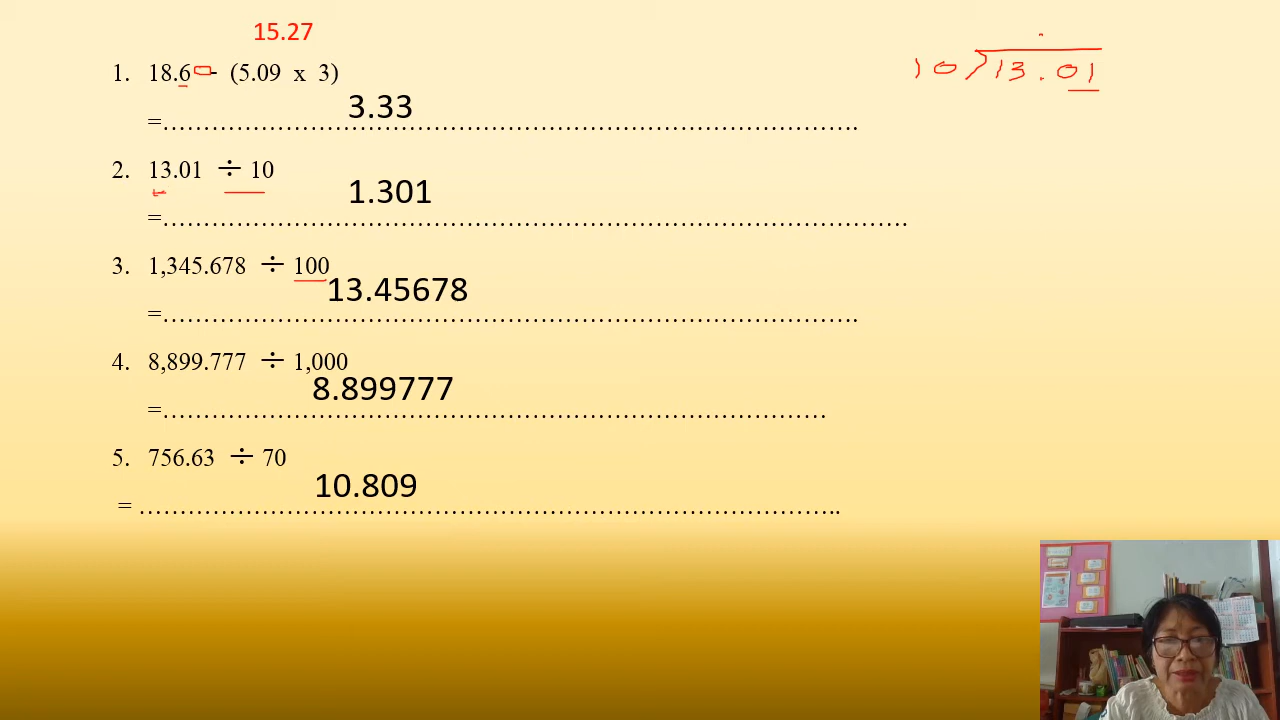 15.27
1. 18.60 - (5.09 x 3)
3.33
=……………………………………………………………………………….
2. 13.01 ÷ 10
10 13.01
1.301
=…………………………………………………………………………………….
3. 1,345.678 ÷ 100
13.45678
=……………………………………………………………………………….
4. 8,899.777 ÷ 1,000
8.899777
=……………………………………………………………………………
5. 756.63 ÷ 70
10.809
= ………………………………………………………………………………..